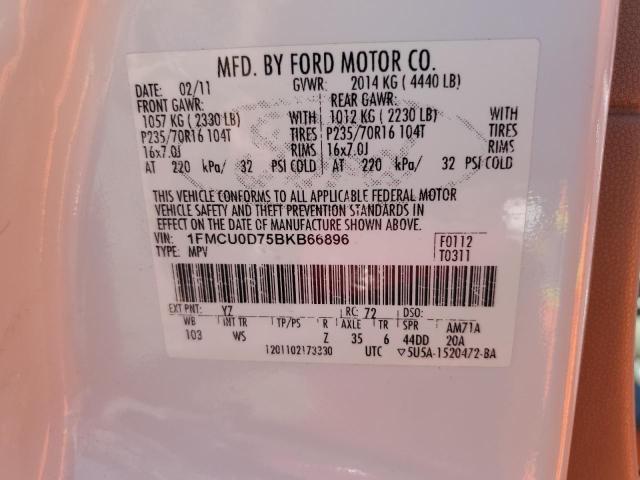 MFD. BY FORD MOTOR CO.
DATE: 02/11 GVWR: 2014 KG ( 4440 LB)
FRONT GAWR: REAR GAWR:
1057 KG ( 2330 LB) WITH 1012 KG ( 2230 LB) WITH
P235/70R16 104T TIRES P235/70R16 104T TIRES
16x7.0J RIMS 16x7.0J RIMS
AT 220 kPa/ 32 PSI COLD AT 220 kPa/ 32 PSI COLD
THIS VEHICLE CONFORMS TO ALL APPLICABLE FEDERAL MOTOR
VEHICLE SAFETY AND THEFT PREVENTION STANDARDS IN
EFFECT ON THE DATE OF MANUFACTURE SHOWN ABOVE.
VIN: 1FMCU0D75BKB66896 F0112
TYPE: MPV T0311
EXT PNT: YZ RC: 72 DSO:
WB INT TR TP/PS R AXLE TR SPR AM71A
103 WS Z 35 6 44DD 20A
1201102173330 UTC ▽5U5A-1520472-BA